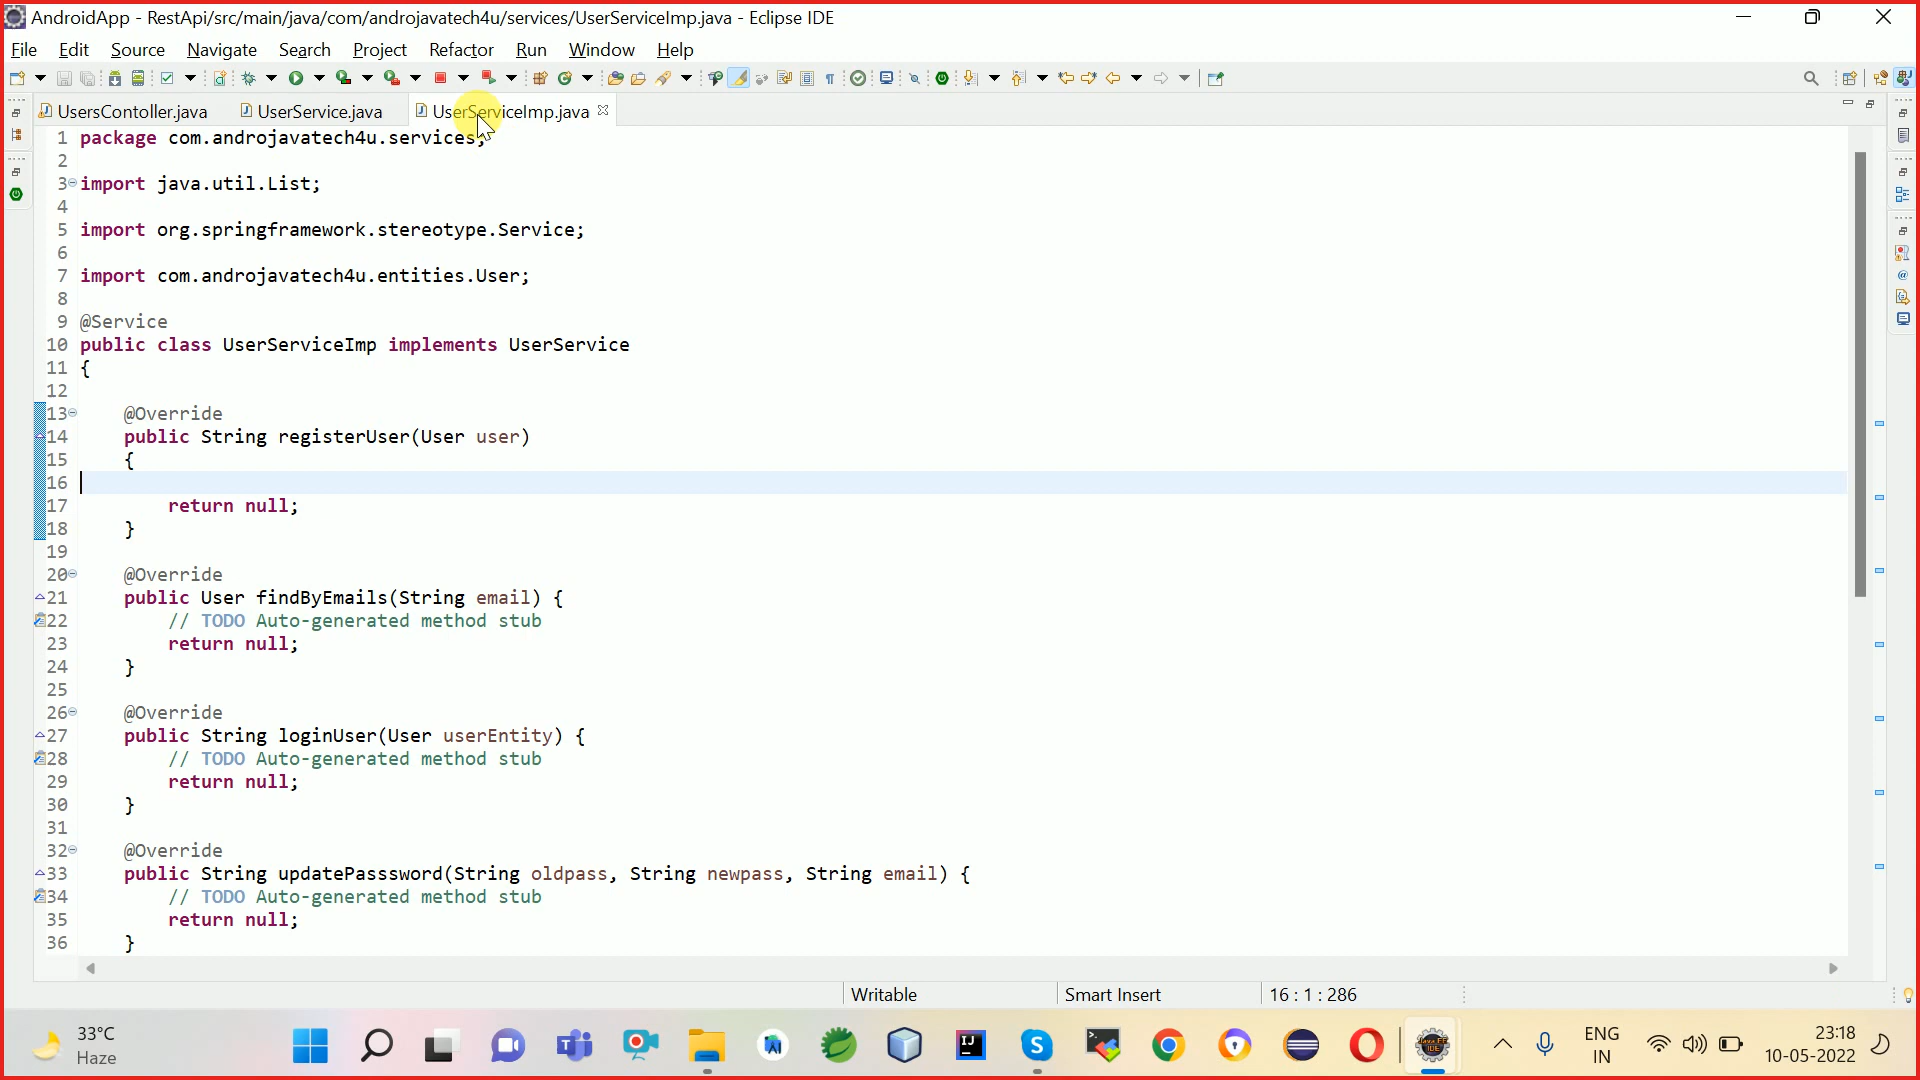 AndroidApp - RestApi/src/main/java/com/androjavatech4u/services/UserServiceImp.java - Eclipse IDE
File Edit Source Navigate Search Project Refactor Run Window Help
UsersContoller.java UserService.java UserServiceImp.java
1 package com.androjavatech4u.services;
2
3 import java.util.List;
4
5 import org.springframework.stereotype.Service;
6
7 import com.androjavatech4u.entities.User;
8
9 @Service
10 public class UserServiceImp implements UserService
11 {
12
13 @Override
14 public String registerUser(User user)
15 {
16
17 return null;
18 }
19
20 @Override
21 public User findByEmails(String email) {
22 // TODO Auto-generated method stub
23 return null;
24 }
25
26 @Override
27 public String loginUser(User userEntity) {
28 // TODO Auto-generated method stub
29 return null;
30 }
31
32 @Override
33 public String updatePasssword(String oldpass, String newpass, String email) {
34 // TODO Auto-generated method stub
35 return null;
36 }
Writable Smart Insert 16 : 1 : 286
33°C
Haze
ENG
IN
23:18
10-05-2022